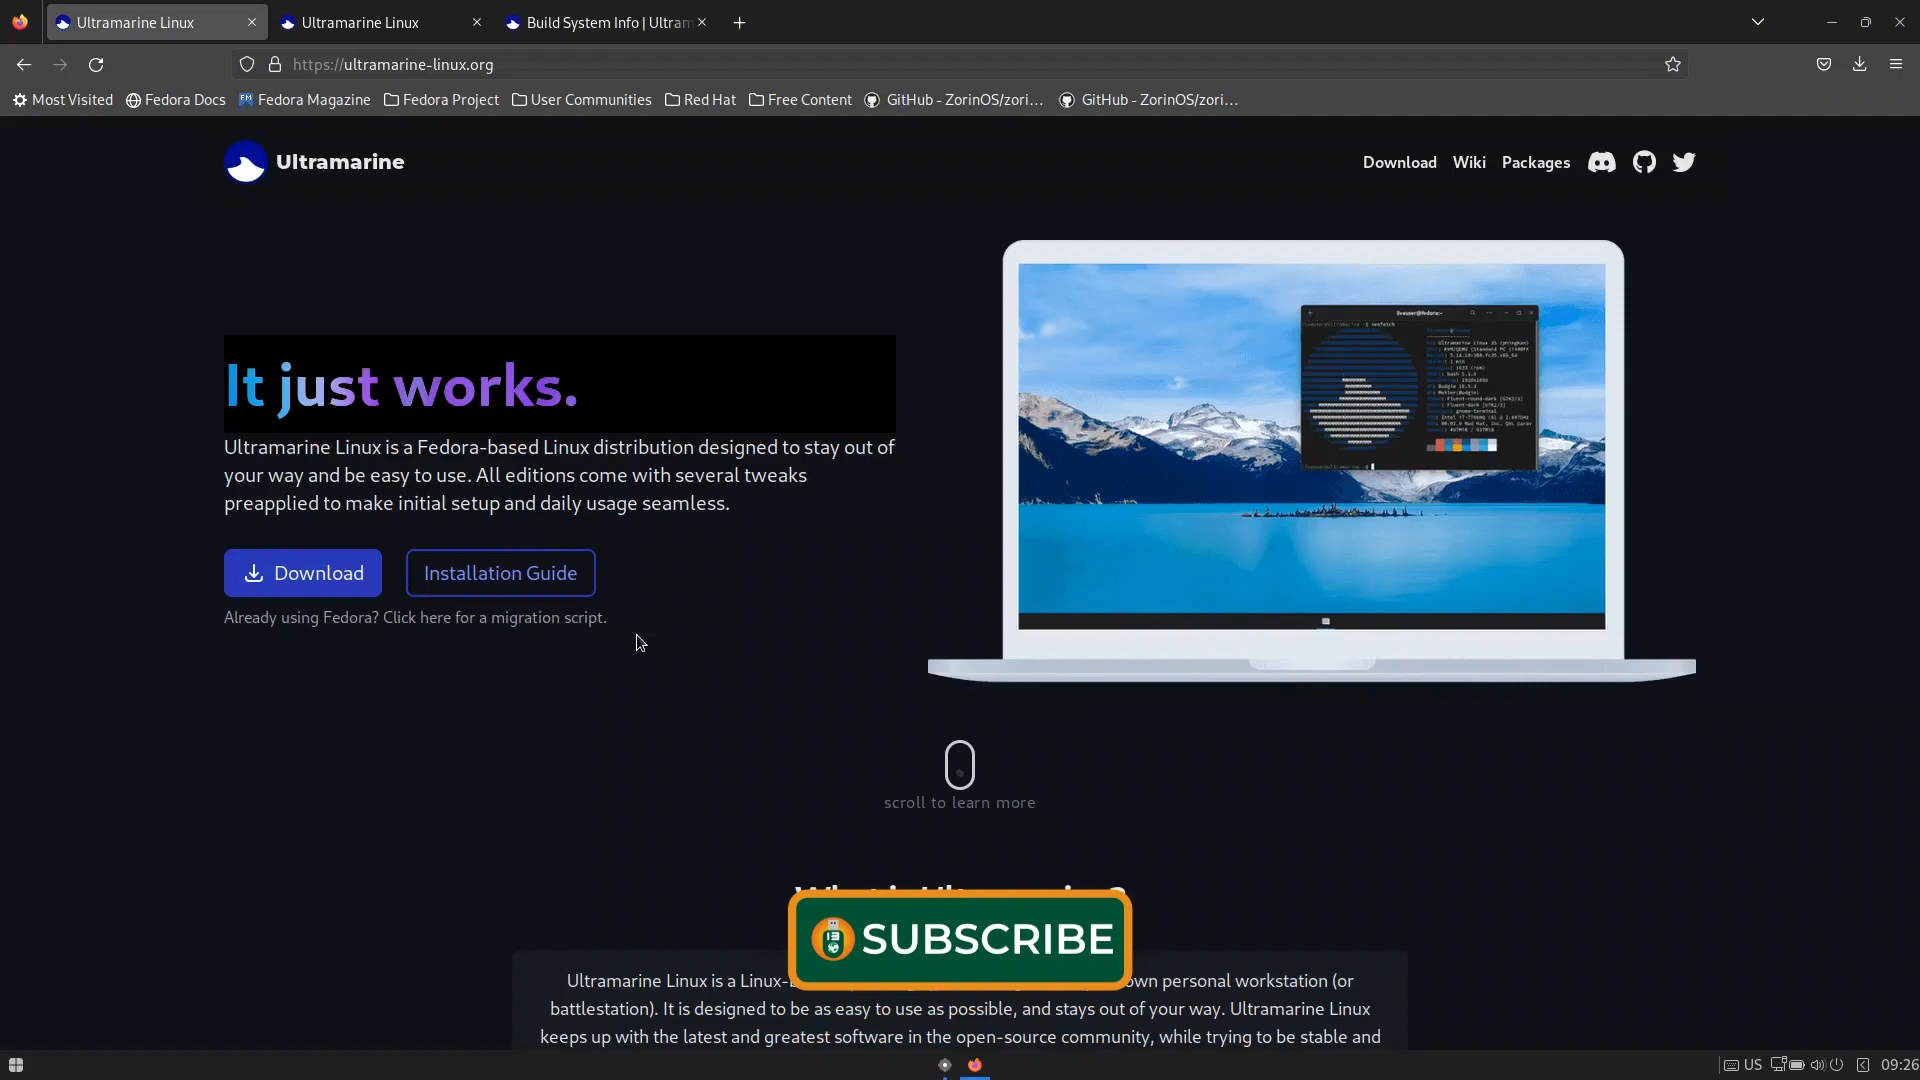 Ultramarine Linux
Ultramarine Linux
Build System Info | Ultram
https://ultramarine-linux.org
Most Visited
Fedora Docs
Fedora Magazine
Fedora Project
User Communities
Red Hat
Free Content
GitHub - ZorinOS/zori…
GitHub - ZorinOS/zori…
Ultramarine
Download
Wiki
Packages
It just works.
Ultramarine Linux is a Fedora-based Linux distribution designed to stay out of
your way and be easy to use. All editions come with several tweaks
preapplied to make initial setup and daily usage seamless.
Download
Installation Guide
Already using Fedora? Click here for a migration script.
scroll to learn more
SUBSCRIBE
Ultramarine Linux is a Linux-
own personal workstation (or
battlestation). It is designed to be as easy to use as possible, and stays out of your way. Ultramarine Linux
keeps up with the latest and greatest software in the open-source community, while trying to be stable and
US
09:26